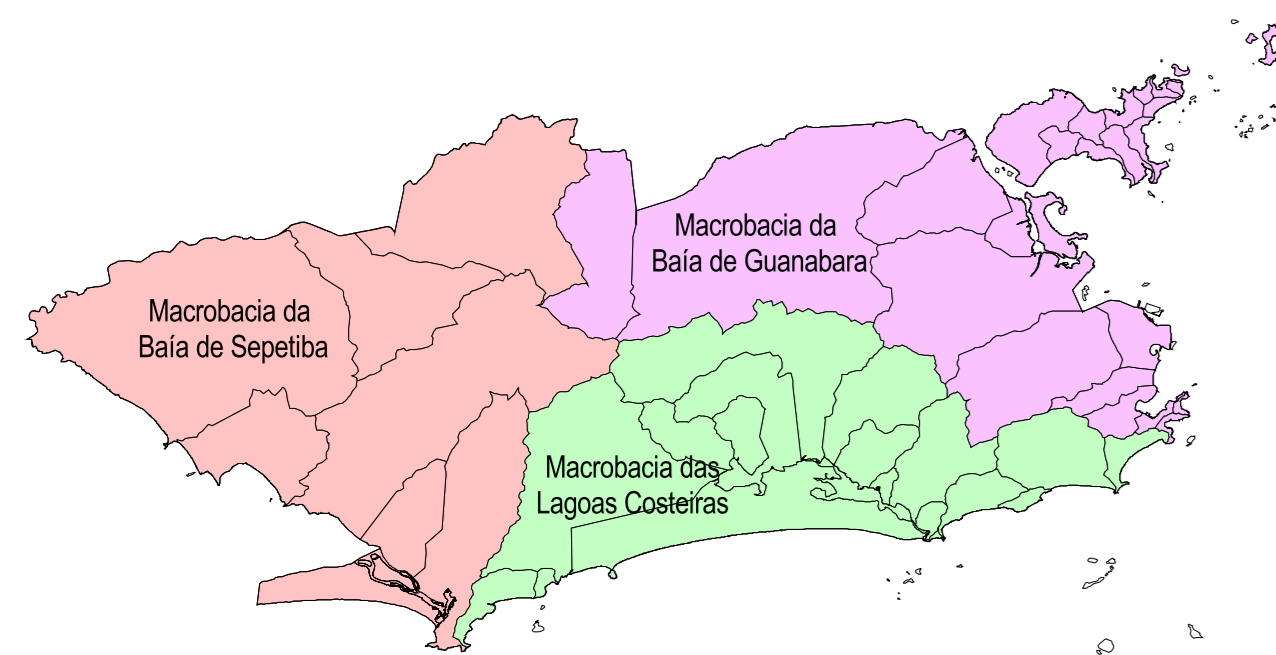 Macrobacia da
Baía de Guanabara
Macrobacia da
Baía de Sepetiba
Macrobacia das
Lagoas Costeiras